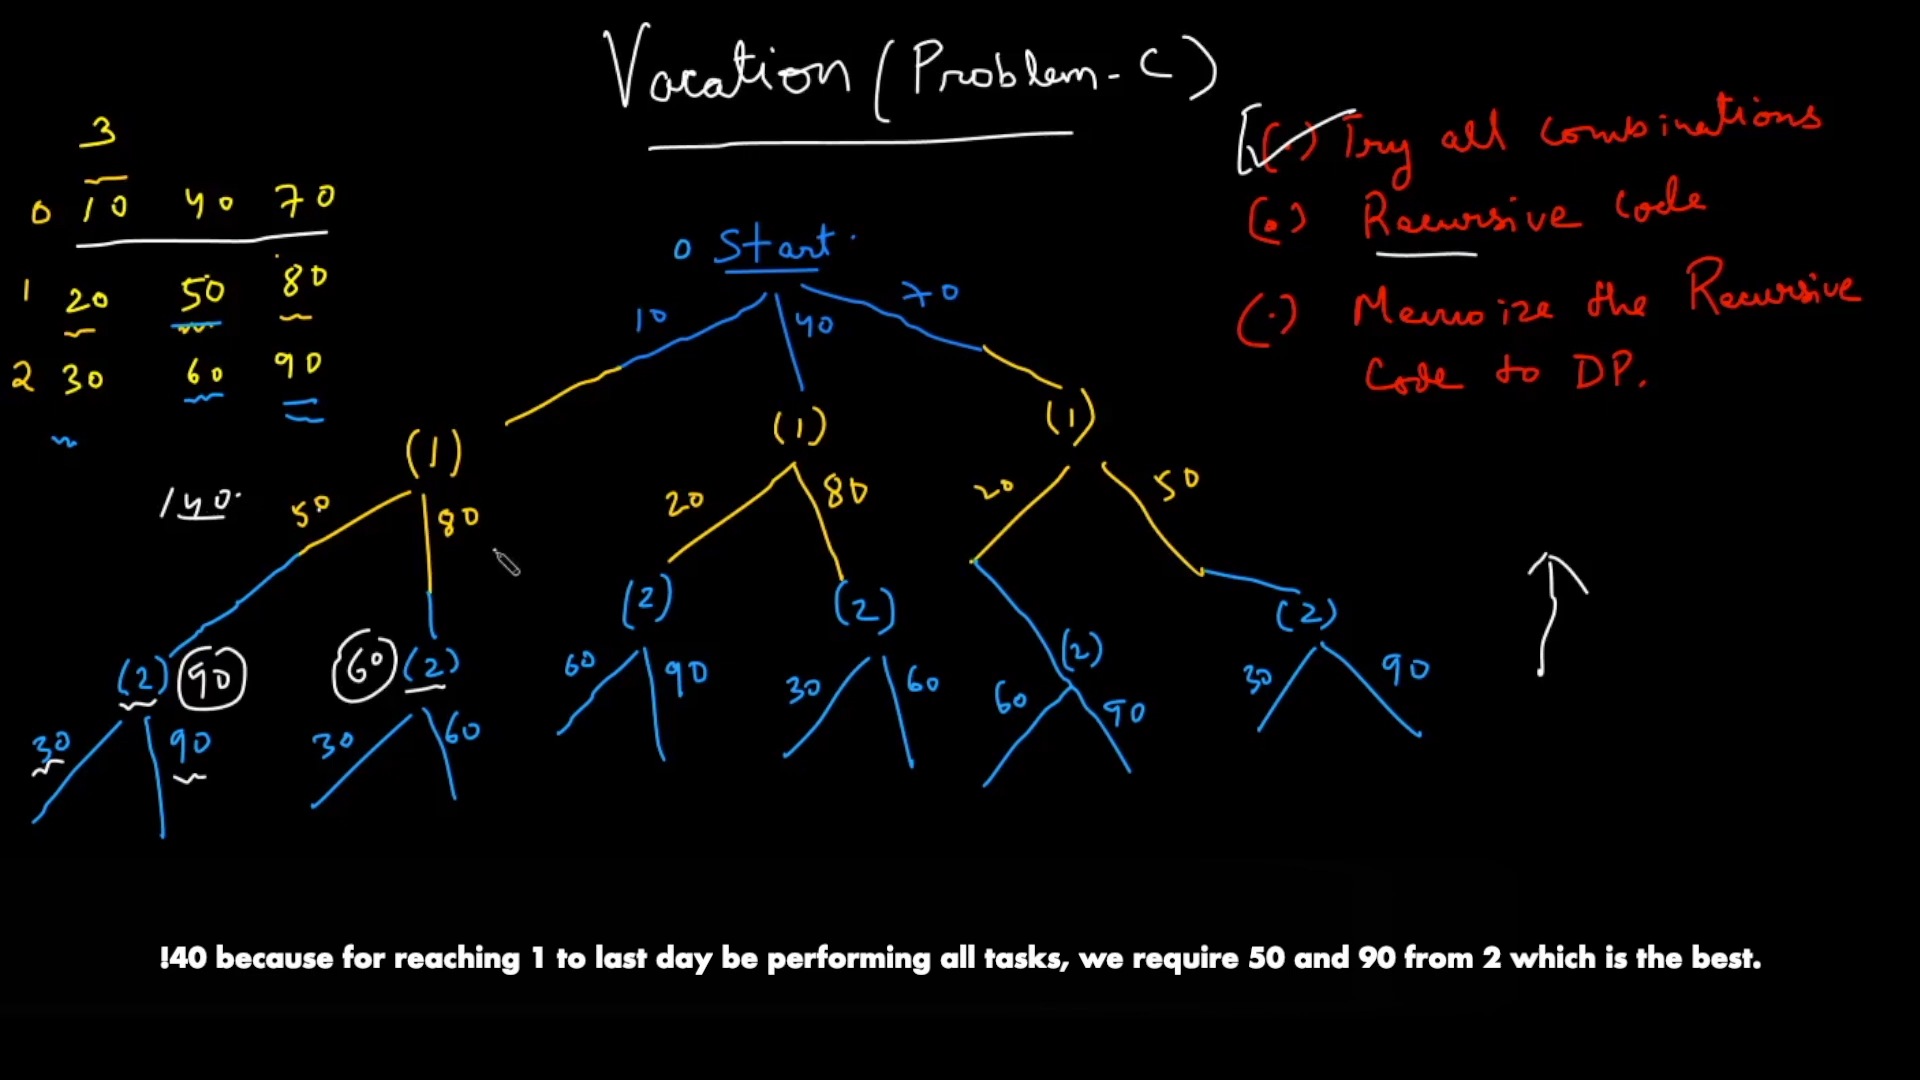 Vacation (Problem-C)
3
0 10 40 70
1 20 50 80
2 30 60 90
(.) Try all combinations
(.) Recursive code
(.) Memoize the Recursive
Code to DP.
0 Start.
10 40 70
(1) (1) (1)
140.
50 80 20 80 20 50
(2) 90 60 (2) (2) (2) (2) (2)
30 90 30 60 60 90 30 60 60 90 30 90
!40 because for reaching 1 to last day be performing all tasks, we require 50 and 90 from 2 which is the best.